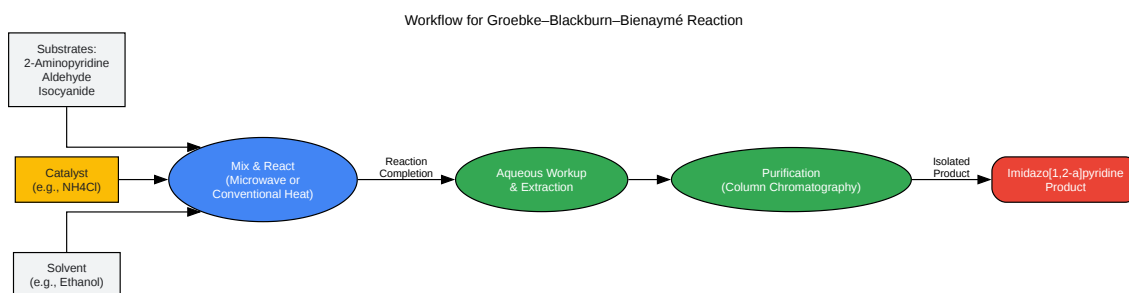 Workflow for Groebke–Blackburn–Bienaymé Reaction
Substrates:
2-Aminopyridine
Aldehyde
Isocyanide
Catalyst
(e.g., NH4Cl)
Solvent
(e.g., Ethanol)
Mix & React
(Microwave or
Conventional Heat)
Reaction
Completion
Aqueous Workup
& Extraction
Purification
(Column Chromatography)
Isolated
Product
Imidazo[1,2-a]pyridine
Product